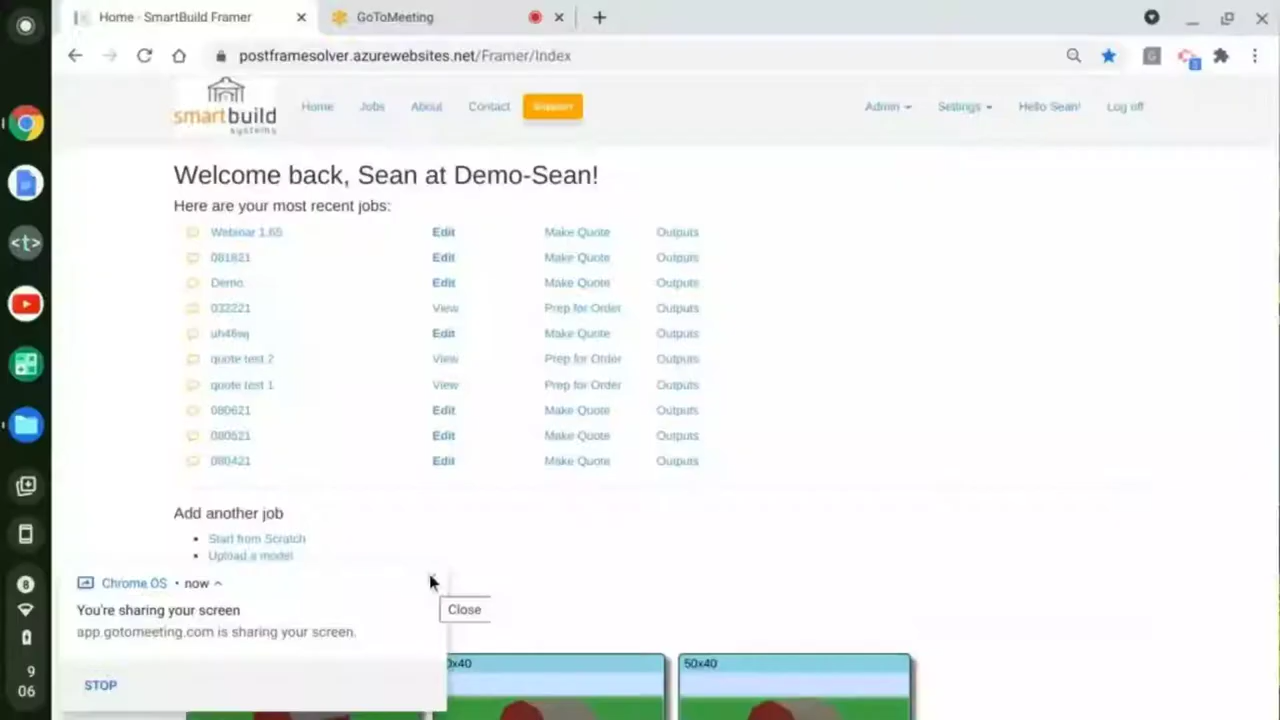 Home - SmartBuild Framer
GoToMeeting
postframesolver.azurewebsites.net/Framer/Index
smartbuild
systems
Home Jobs About Contact Support
Admin Settings Hello Sean! Log off
Welcome back, Sean at Demo-Sean!
Here are your most recent jobs:
Webinar 1.65 Edit Make Quote Outputs
081821 Edit Make Quote Outputs
Demo. Edit Make Quote Outputs
032221 View Prep for Order Outputs
Edit Make Quote Outputs
quote test 2 View Prep for Order Outputs
quote test 1 View Prep for Order Outputs
080621 Edit Make Quote Outputs
080521 Edit Make Quote Outputs
080421 Edit Make Quote Outputs
Add another job
Start from Scratch
Upload a model
Chrome OS • now
Close
You're sharing your screen
app.gotomeeting.com is sharing your screen.
STOP
0x40
50x40
8
9
06